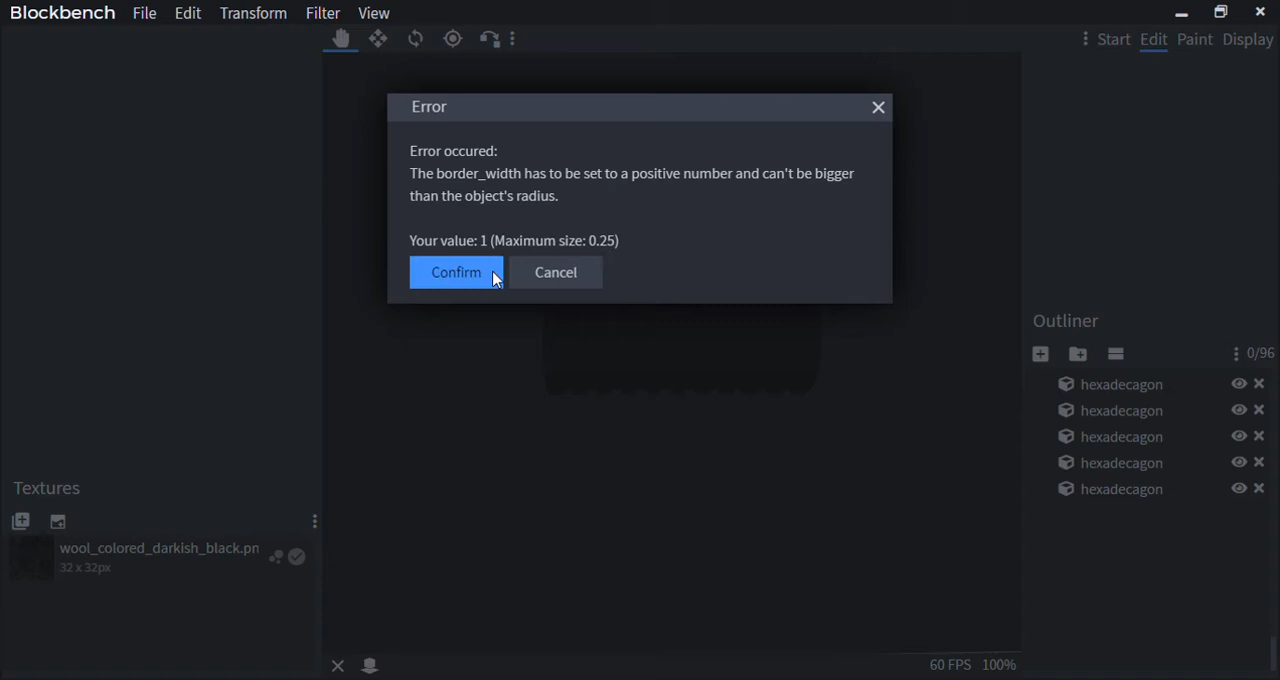 Blockbench File Edit Transform Filter View
Start Edit Paint Display
Error
Error occured:
The border_width has to be set to a positive number and can't be bigger
than the object's radius.
Your value: 1 (Maximum size: 0.25)
Confirm Cancel
Outliner
0/96
hexadecagon
hexadecagon
hexadecagon
hexadecagon
hexadecagon
Textures
wool_colored_darkish_black.pn
32 x 32px
60 FPS 100%